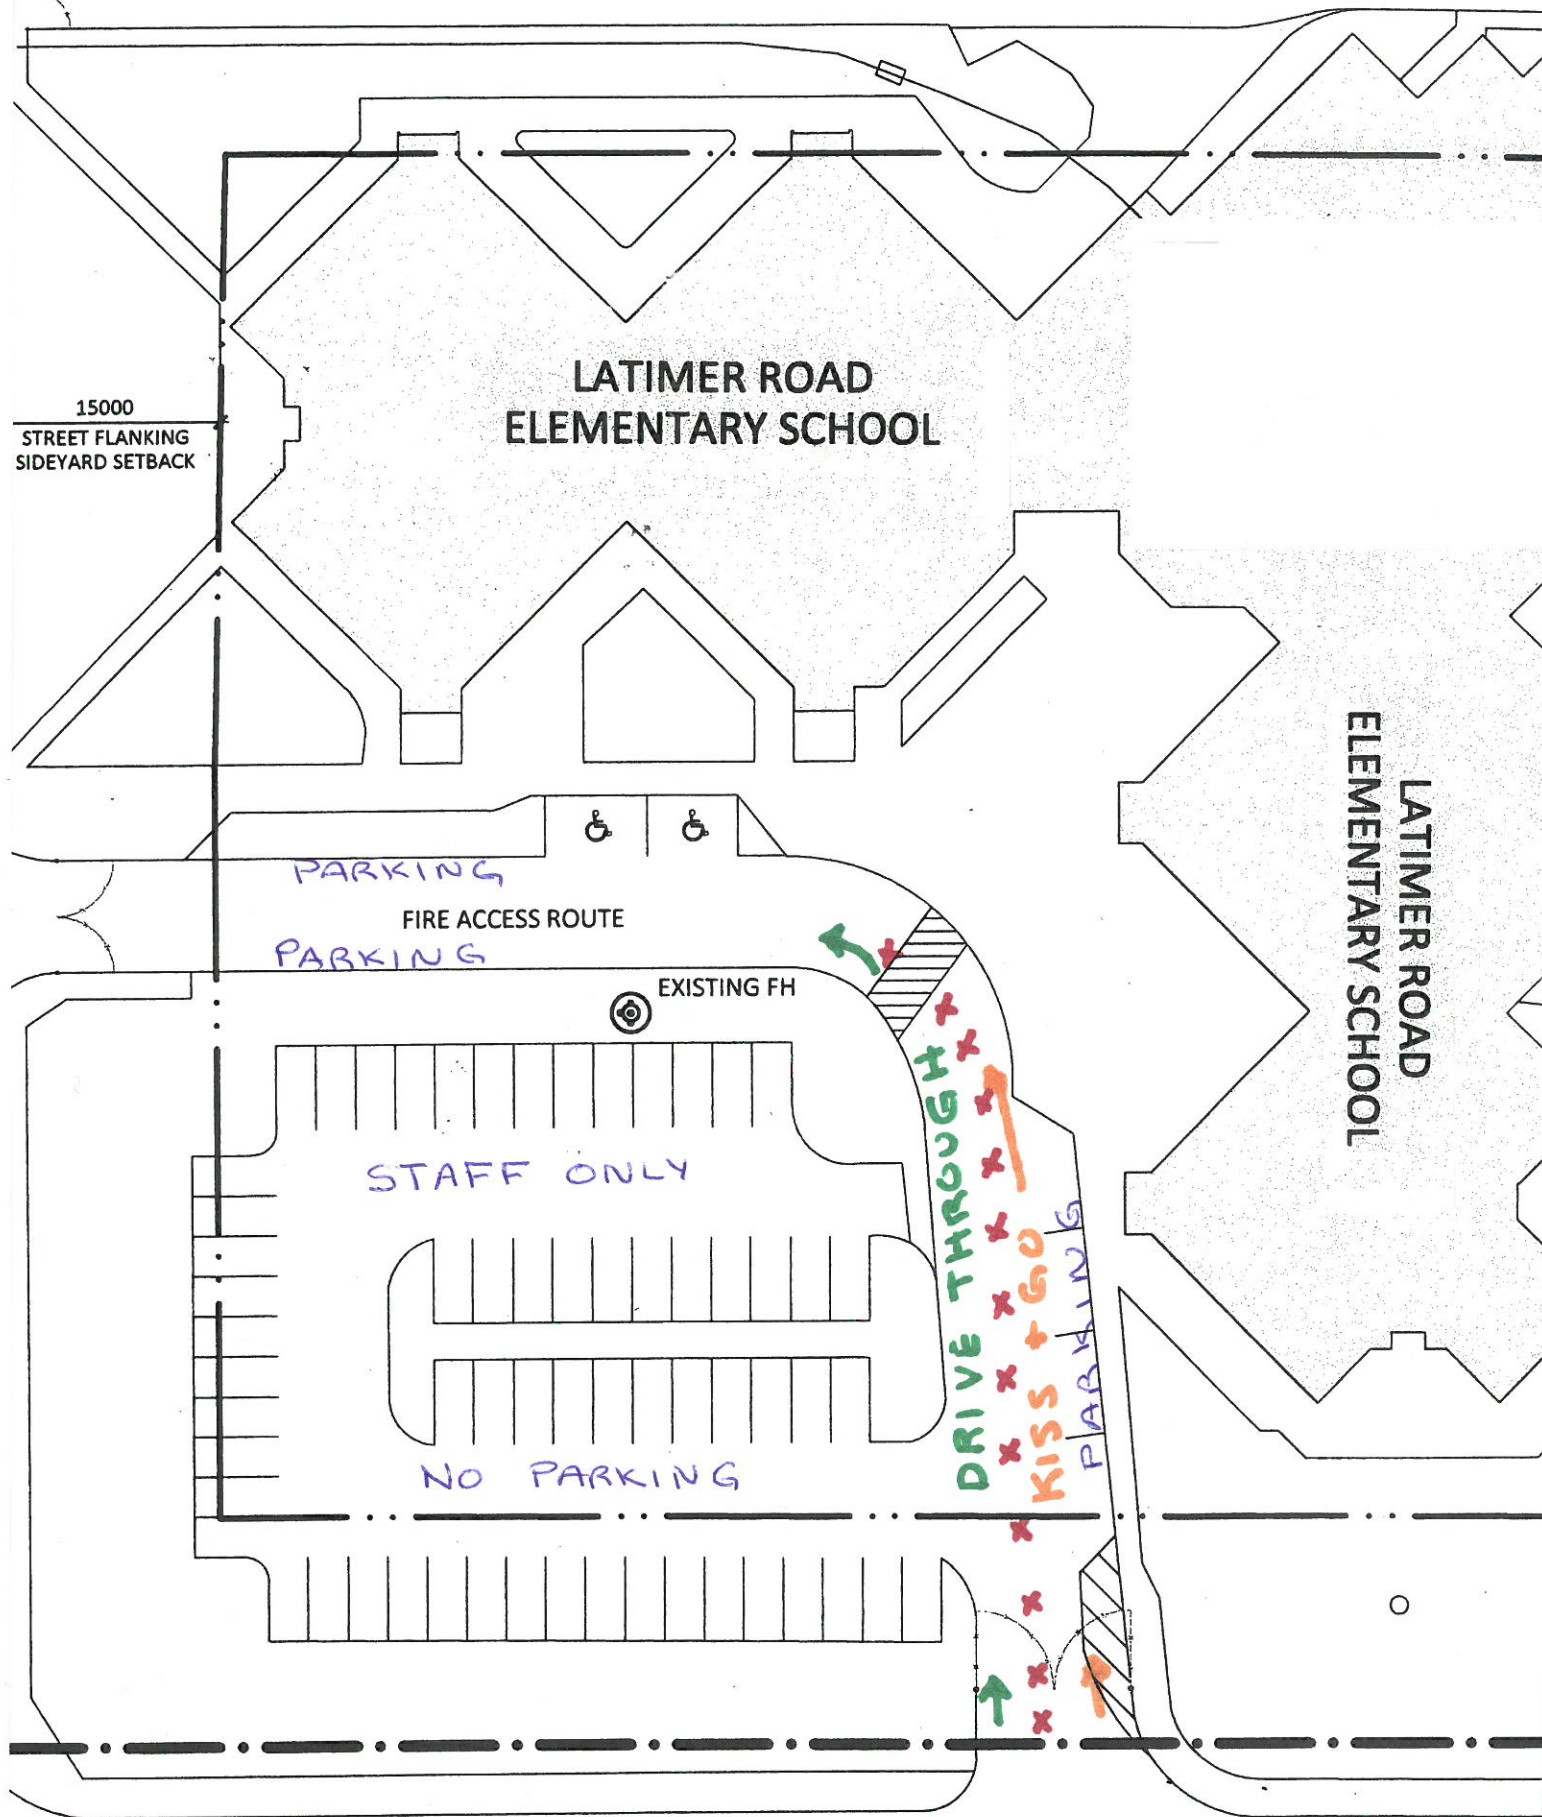 LATIMER ROAD
ELEMENTARY SCHOOL
15000
STREET FLANKING
SIDEYARD SETBACK
LATIMER ROAD
ELEMENTARY SCHOOL
PARKING
FIRE ACCESS ROUTE
PARKING
EXISTING FH
STAFF ONLY
DRIVE THROUGH
KISS + GO
PARKING
NO PARKING